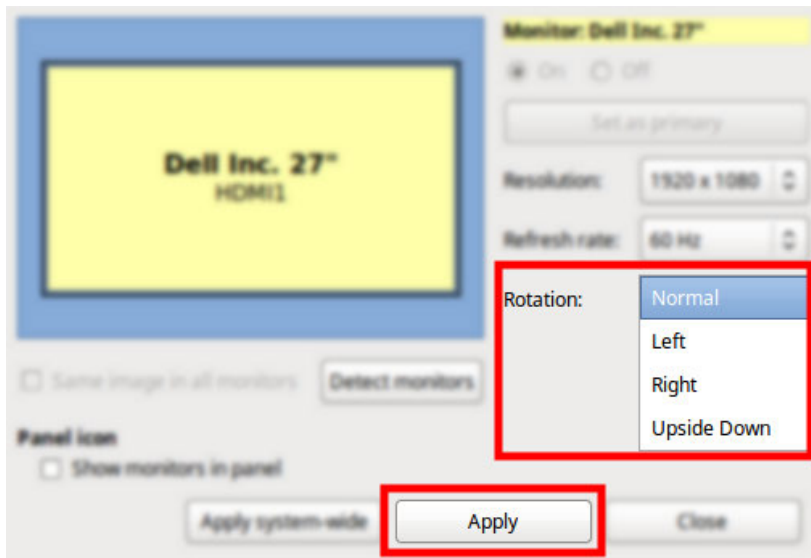 Monitor: Dell Inc. 27"
On Off
Set as primary
Dell Inc. 27"
HDMI1
Resolution: 1920 x 1080
Refresh rate: 60 Hz
Rotation: Normal
Left
Right
Upside Down
Same image in all monitors
Detect monitors
Panel icon
Show monitors in panel
Apply system-wide
Apply
Close